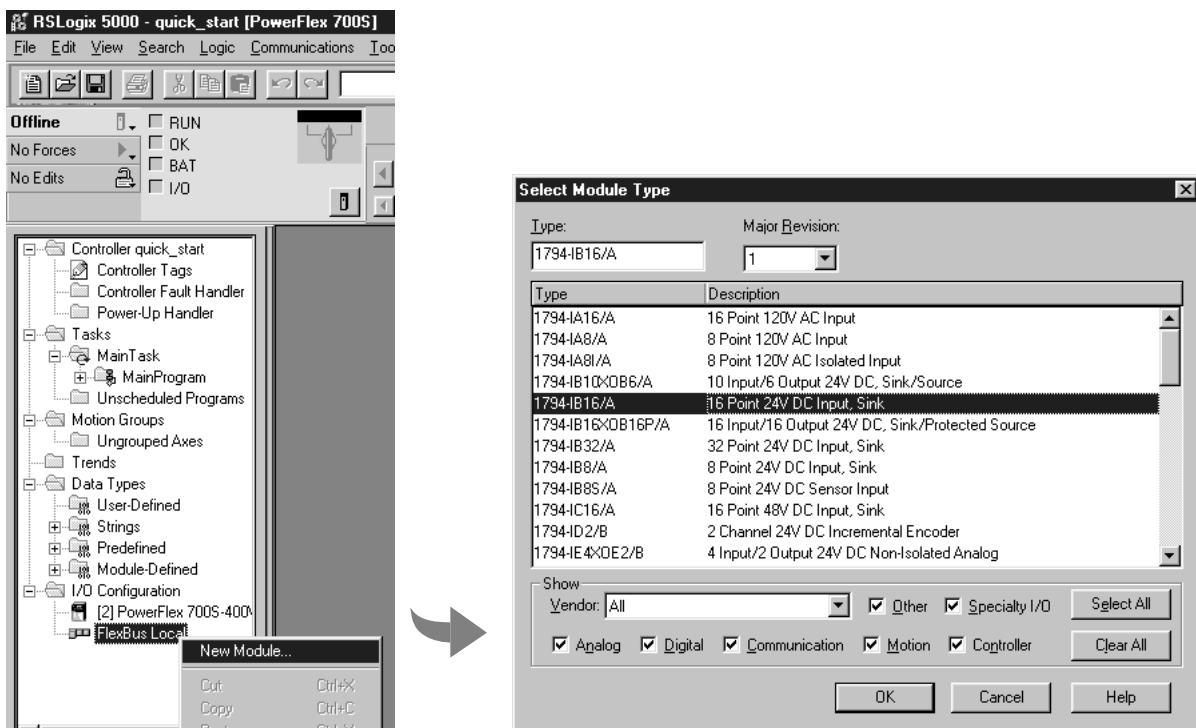 RSLogix 5000 - quick_start [PowerFlex 700S]
File Edit View Search Logic Communications Too
Offline
RUN
No Forces
OK
BAT
No Edits
I/O
Controller quick_start
Controller Tags
Controller Fault Handler
Power-Up Handler
Tasks
MainTask
MainProgram
Unscheduled Programs
Motion Groups
Ungrouped Axes
Trends
Data Types
User-Defined
Strings
Predefined
Module-Defined
I/O Configuration
[2] PowerFlex 700S-400V
FlexBus Local
New Module...
Cut Ctrl+X
Copy Ctrl+C
Select Module Type
Type: Major Revision:
1794-IB16/A 1
Type Description
1794-IA16/A 16 Point 120V AC Input
1794-IA8/A 8 Point 120V AC Input
1794-IA8I/A 8 Point 120V AC Isolated Input
1794-IB10XOB6/A 10 Input/6 Output 24V DC, Sink/Source
1794-IB16/A 16 Point 24V DC Input, Sink
1794-IB16XOB16P/A 16 Input/16 Output 24V DC, Sink/Protected Source
1794-IB32/A 32 Point 24V DC Input, Sink
1794-IB8/A 8 Point 24V DC Input, Sink
1794-IB8S/A 8 Point 24V DC Sensor Input
1794-IC16/A 16 Point 48V DC Input, Sink
1794-ID2/B 2 Channel 24V DC Incremental Encoder
1794-IE4XOE2/B 4 Input/2 Output 24V DC Non-Isolated Analog
Show
Vendor: All Other Specialty I/O Select All
Analog Digital Communication Motion Controller Clear All
OK Cancel Help